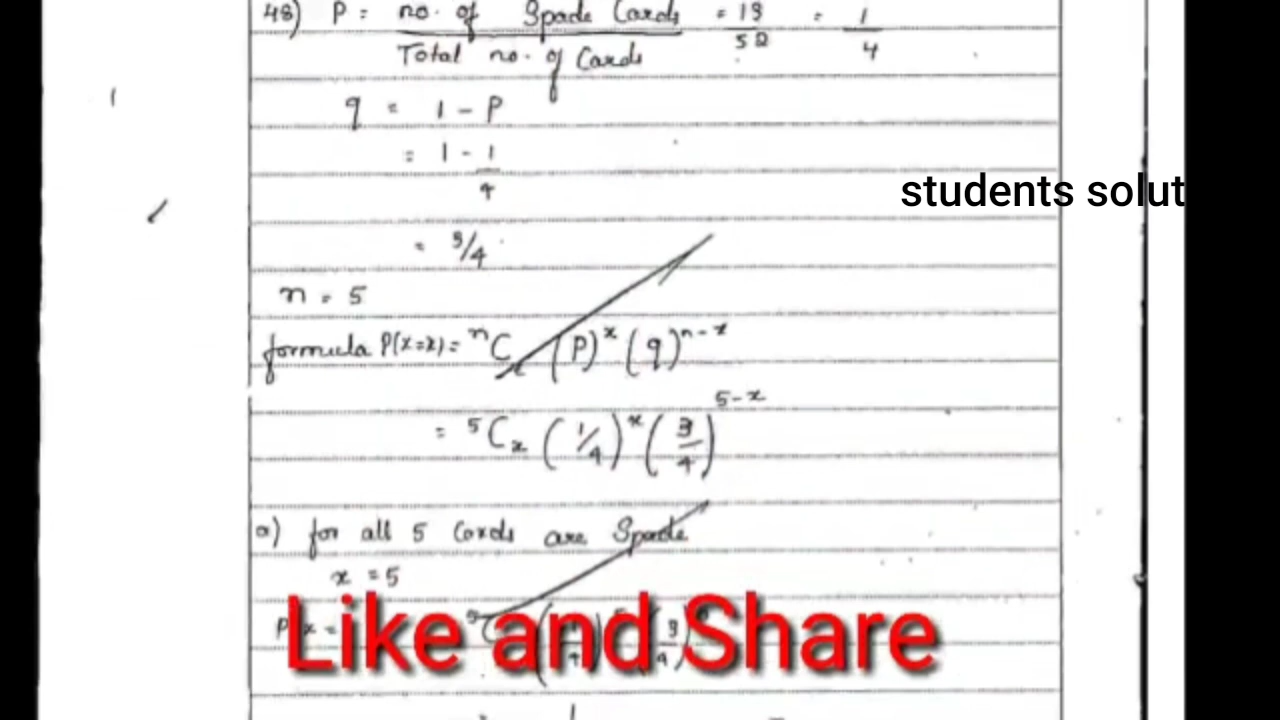 48) P = no. of Spade Cards = 13 = 1
Total no. of Cards 52 4
q = 1 - P
= 1 - 1
4
students solut
= 3/4
n = 5
formula P(x=x) = nC (P)^x (q)^n-x
= 5Cx (1/4)^x (3/4)^5-x
a) for all 5 Cards are Spade
x = 5
Like and Share